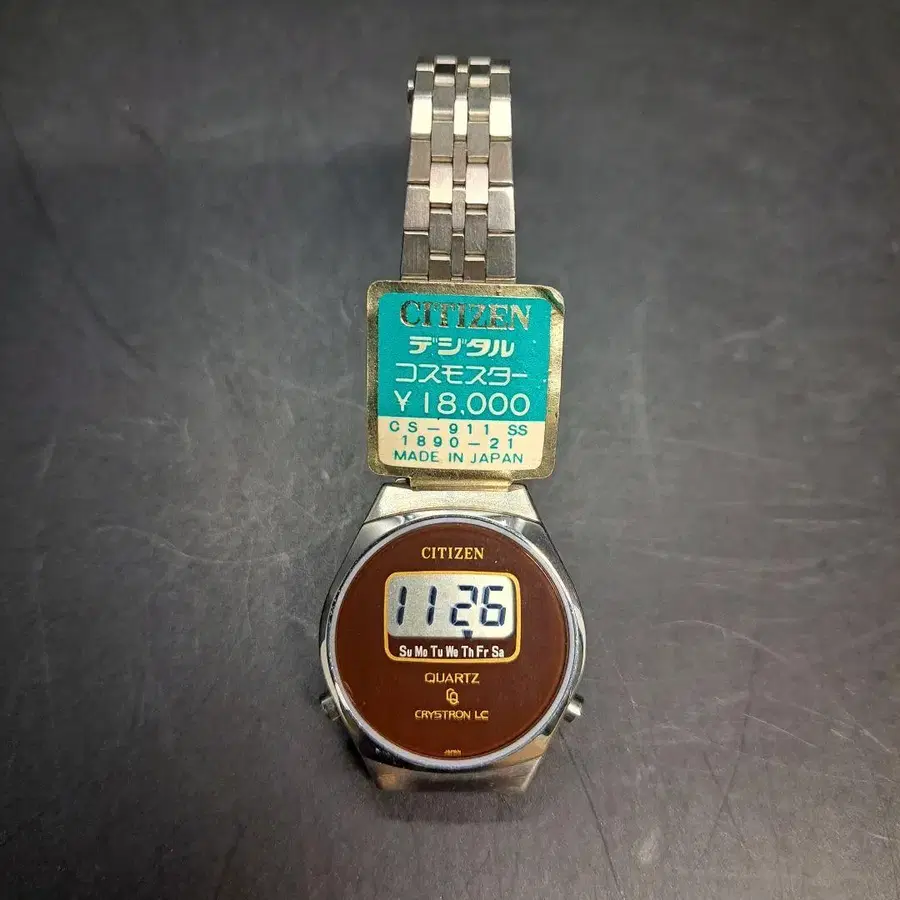 CITIZEN
デジタル
コスモスター
¥18,000
CS-911 SS
1890-21
MADE IN JAPAN
CITIZEN
11 26
Su Mo Tu We Th Fr Sa
QUARTZ
CRYSTRON LC
JAPAN